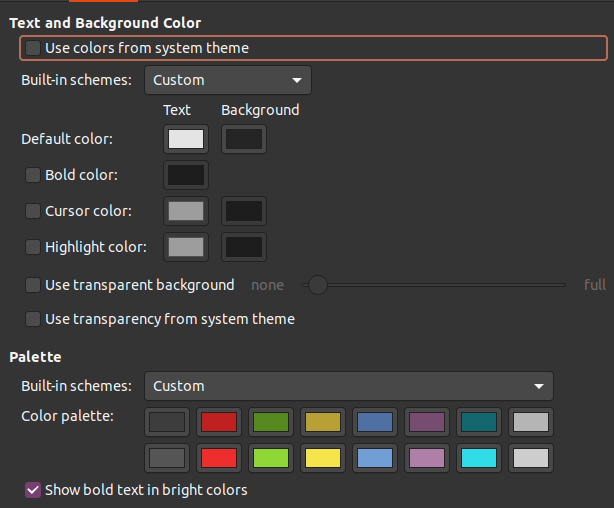 Text and Background Color
Use colors from system theme
Built-in schemes: Custom
Text Background
Default color:
Bold color:
Cursor color:
Highlight color:
Use transparent background none full
Use transparency from system theme
Palette
Built-in schemes: Custom
Color palette:
Show bold text in bright colors